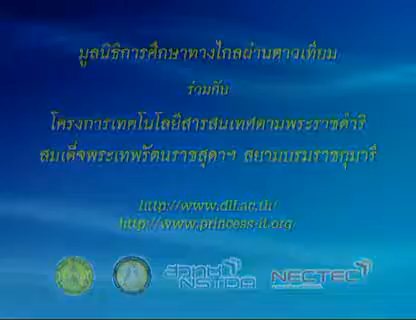 มูลนิธิการศึกษาทางไกลผ่านดาวเทียม
ร่วมกับ
โครงการเทคโนโลยีสารสนเทศตามพระราชดำริ
สมเด็จพระเทพรัตนราชสุดาฯ สยามบรมราชกุมารี
http://www.dlf.ac.th/
http://www.princess-it.org/
สวทช
NSTDA
NECTEC